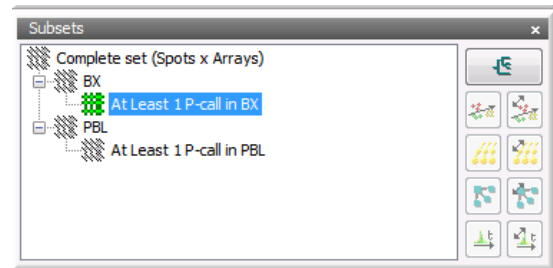 Subsets
Complete set (Spots x Arrays)
BX
At Least 1 P-call in BX
PBL
At Least 1 P-call in PBL